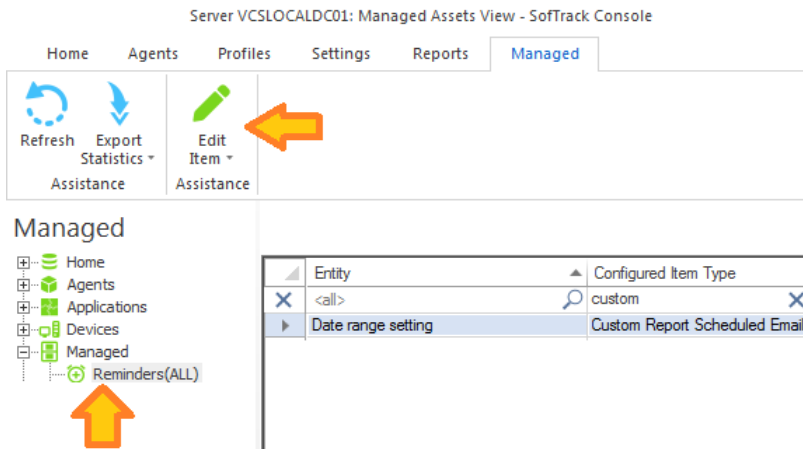 Server VCSLOCALDC01: Managed Assets View - SofTrack Console
Home Agents Profiles Settings Reports Managed
Refresh Export Statistics Edit Item
Assistance Assistance
Managed
Home
Agents
Applications
Devices
Managed
Reminders(ALL)
Entity Configured Item Type
<all> custom
Date range setting Custom Report Scheduled Email